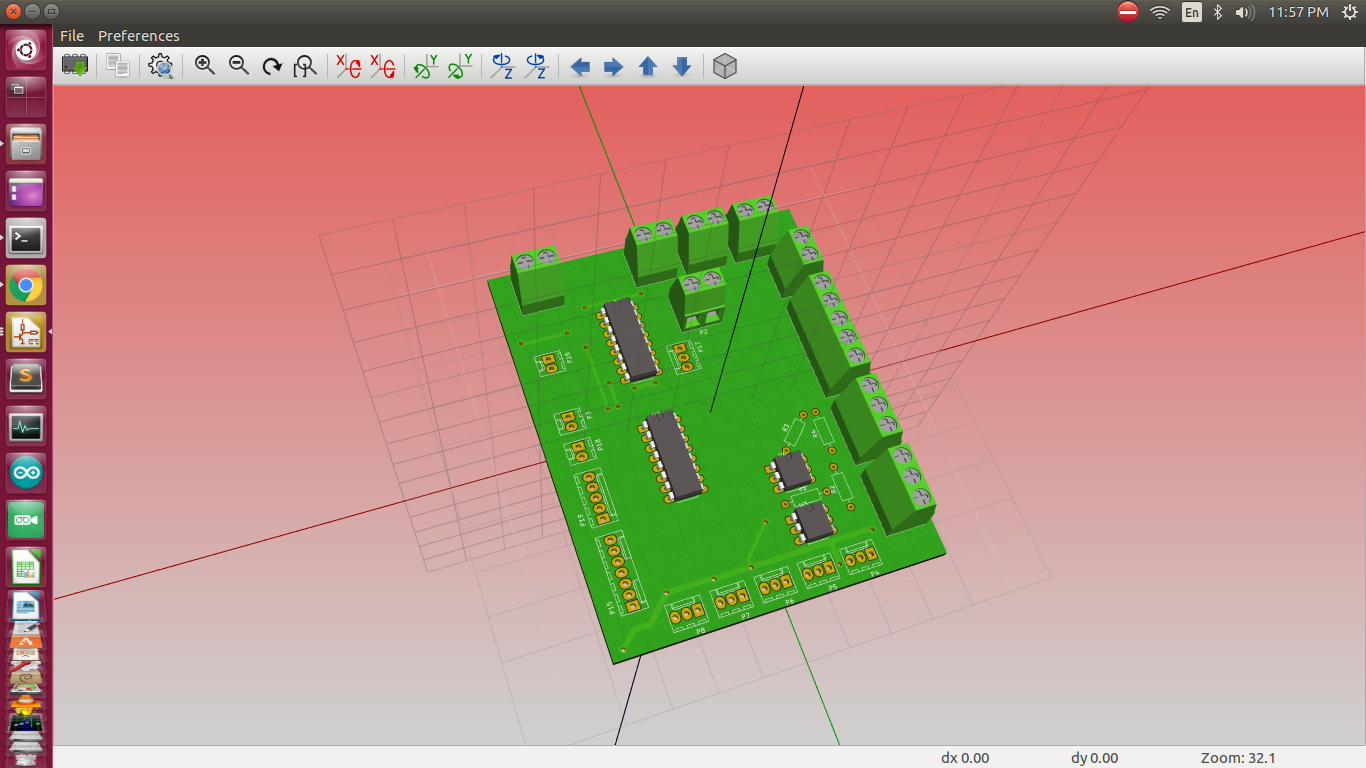 En
11:57 PM
File Preferences
X X Y Y Z Z
P2
P17
P16
P3
P18
R4
P19
P15
P8
P7
P6
P5
P4
dx 0.00
dy 0.00
Zoom: 32.1